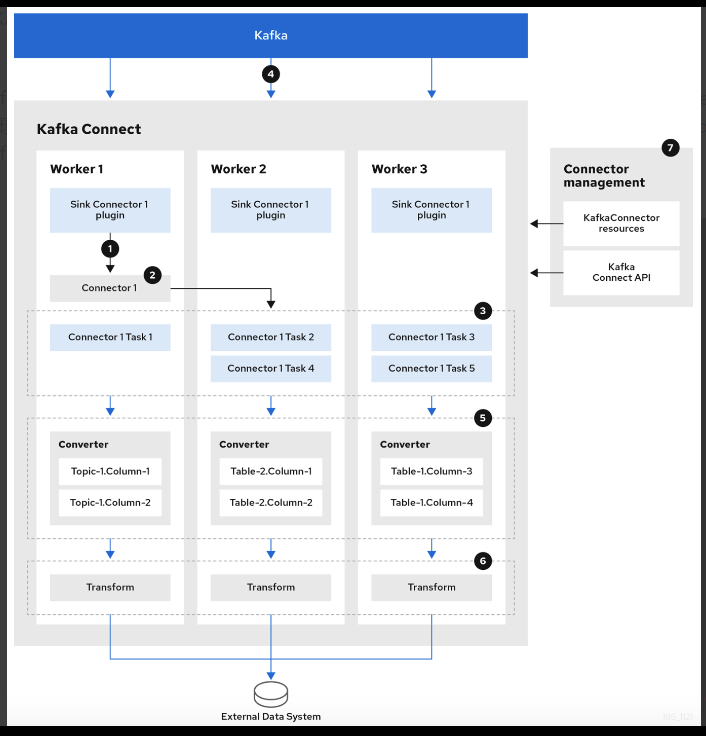 Kafka
4
Kafka Connect
Worker 1
Worker 2
Worker 3
7
Connector
management
Sink Connector 1
plugin
Sink Connector 1
plugin
Sink Connector 1
plugin
KafkaConnector
resources
1
2
Connector 1
Kafka
Connect API
3
Connector 1 Task 1
Connector 1 Task 2
Connector 1 Task 3
Connector 1 Task 4
Connector 1 Task 5
5
Converter
Converter
Converter
Topic-1.Column-1
Table-2.Column-1
Table-1.Column-3
Topic-1.Column-2
Table-2.Column-2
Table-1.Column-4
6
Transform
Transform
Transform
External Data System